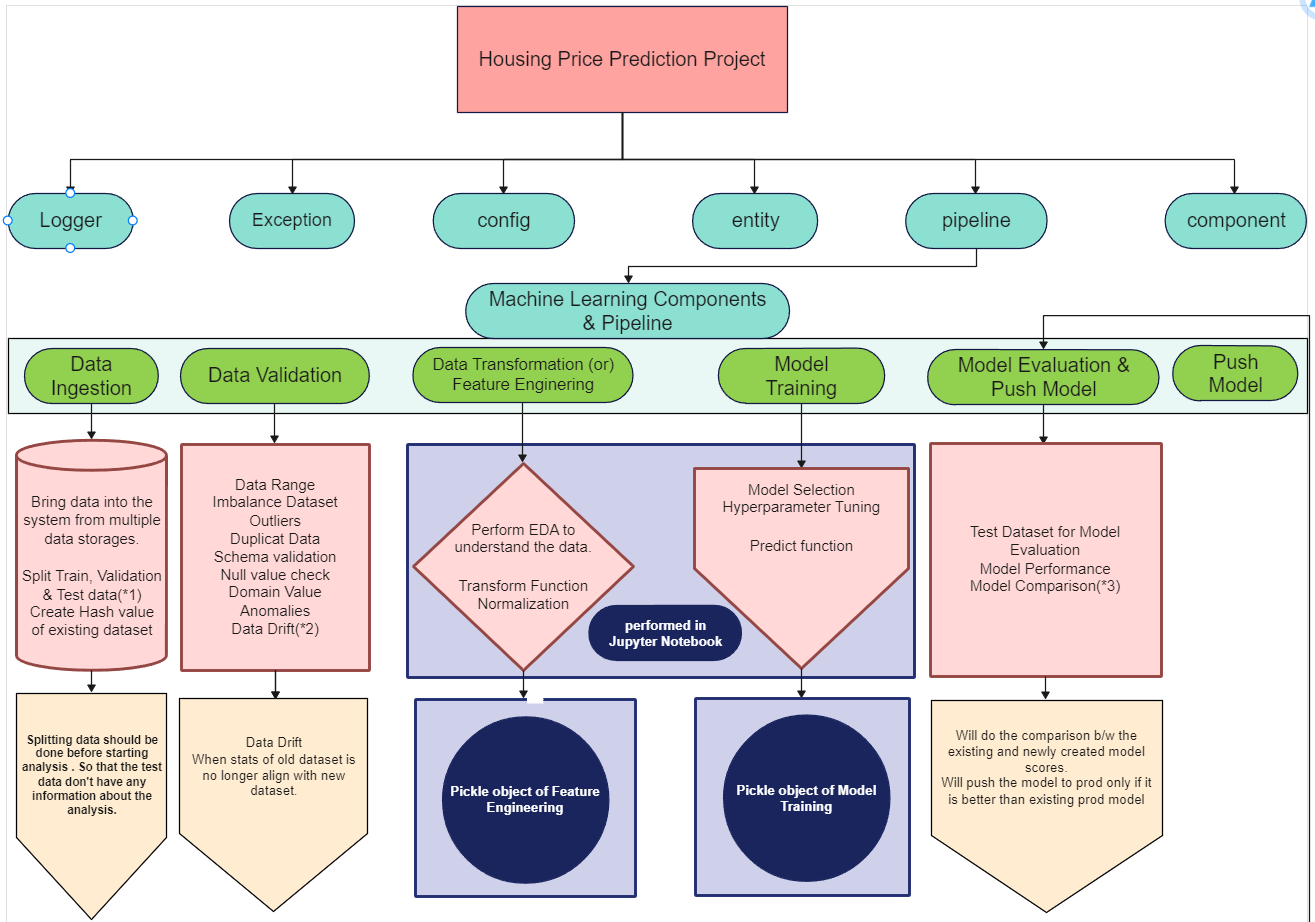 Housing Price Prediction Project
Logger
Exception
config
entity
pipeline
component
Machine Learning Components
& Pipeline
Data
Ingestion
Data Validation
Data Transformation (or)
Feature Enginering
Model
Training
Model Evaluation &
Push Model
Push
Model
Bring data into the
system from multiple
data storages.
Split Train, Validation
& Test data(*1)
Create Hash value
of existing dataset
Data Range
Imbalance Dataset
Outliers
Duplicat Data
Schema validation
Null value check
Domain Value
Anomalies
Data Drift(*2)
Perform EDA to
understand the data.
Transform Function
Normalization
Model Selection
Hyperparameter Tuning
Predict function
performed in
Jupyter Notebook
Test Dataset for Model
Evaluation
Model Performance
Model Comparison(*3)
Splitting data should be
done before starting
analysis . So that the test
data don't have any
information about the
analysis.
Data Drift
When stats of old dataset is
no longer align with new
dataset.
Pickle object of Feature
Engineering
Pickle object of Model
Training
Will do the comparison b/w the
existing and newly created model
scores.
Will push the model to prod only if it
is better than existing prod model